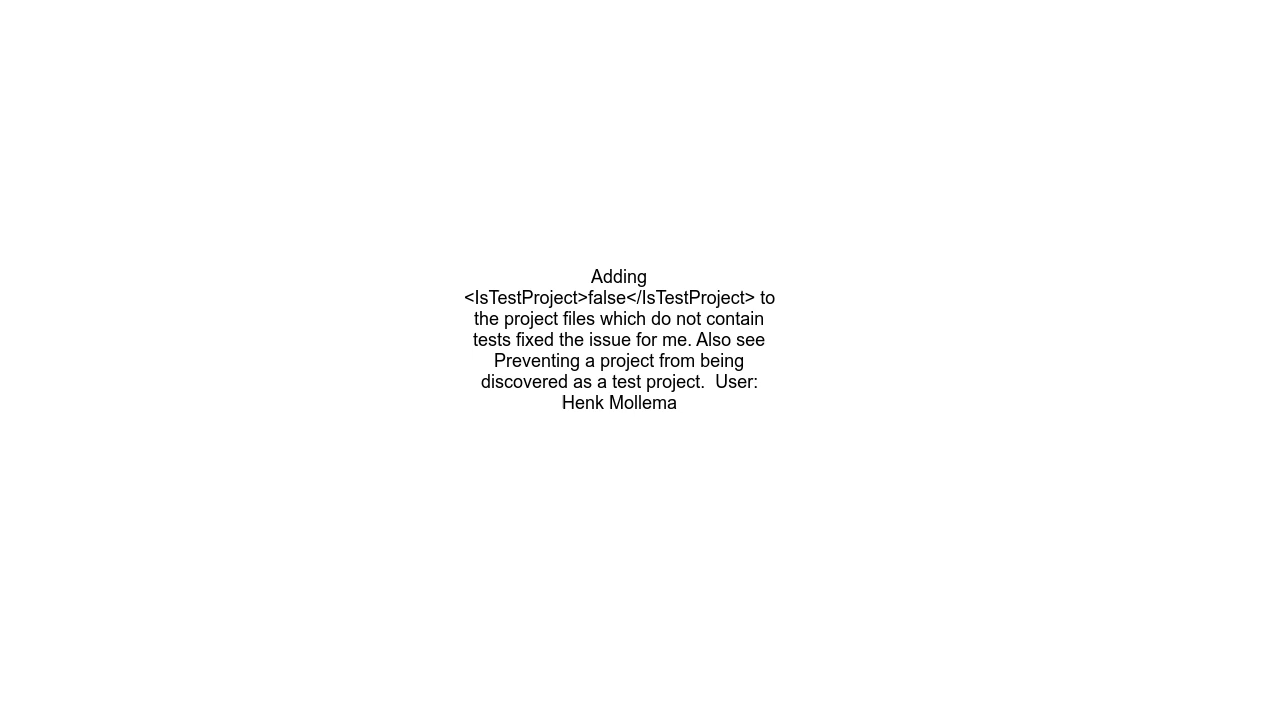 Adding
<IsTestProject>false</IsTestProject> to
the project files which do not contain
tests fixed the issue for me. Also see
Preventing a project from being
discovered as a test project.  User:
Henk Mollema